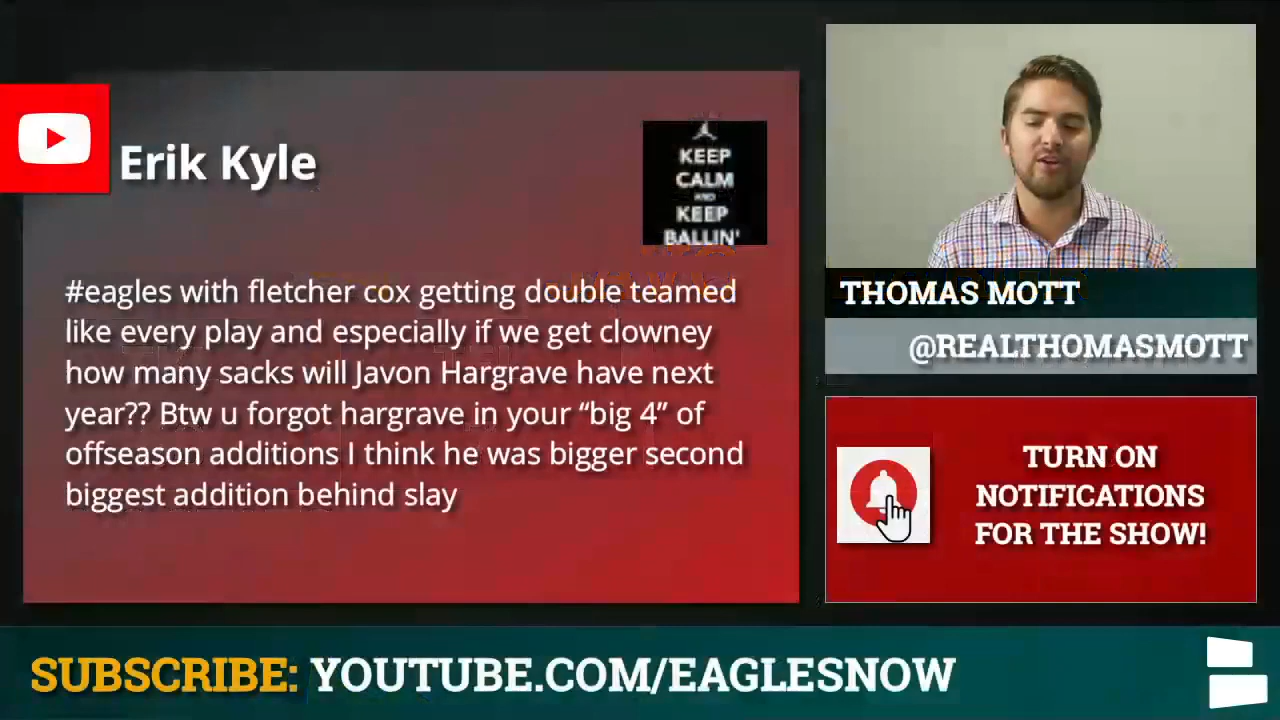 Erik Kyle
KEEP
CALM
AND
KEEP
BALLIN'
#eagles with fletcher cox getting double teamed
like every play and especially if we get clowney
how many sacks will Javon Hargrave have next
year?? Btw u forgot hargrave in your “big 4” of
offseason additions I think he was bigger second
biggest addition behind slay
THOMAS MOTT
@REALTHOMASMOTT
TURN ON
NOTIFICATIONS
FOR THE SHOW!
SUBSCRIBE: YOUTUBE.COM/EAGLESNOW